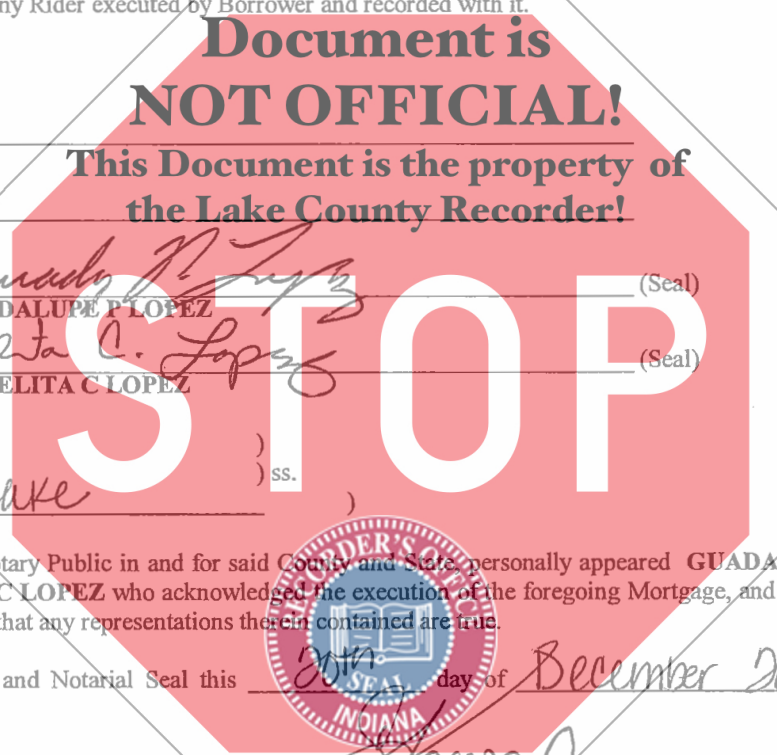 ny Rider executed by Borrower and recorded with it.
Document is
NOT OFFICIAL!
This Document is the property of
the Lake County Recorder!
(Seal)
DALUPE P LOPEZ
C. Lopez
(Seal)
ELITA C LOPEZ
STOP
)
) ss.
)
tary Public in and for said County and State, personally appeared GUADA
C LOPEZ who acknowledged the execution of the foregoing Mortgage, and
that any representations therein contained are true.
and Notarial Seal this 20th day of December
THE RECORDER'S OFFICE
SEAL
INDIANA